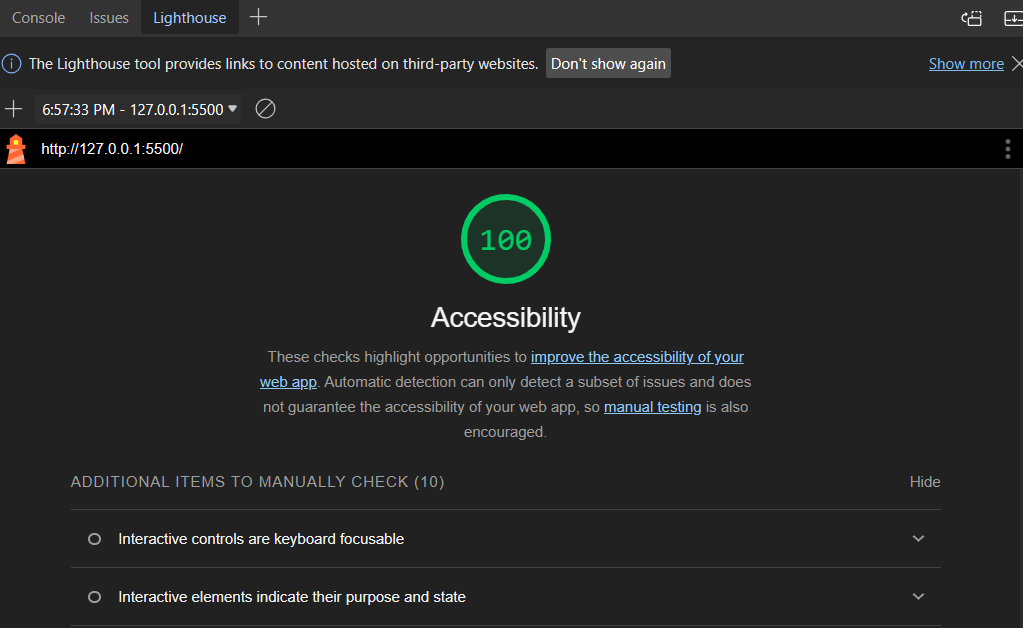 Console Issues Lighthouse
The Lighthouse tool provides links to content hosted on third-party websites. Don't show again Show more
6:57:33 PM - 127.0.0.1:5500
http://127.0.0.1:5500/
100
Accessibility
These checks highlight opportunities to improve the accessibility of your
web app. Automatic detection can only detect a subset of issues and does
not guarantee the accessibility of your web app, so manual testing is also
encouraged.
ADDITIONAL ITEMS TO MANUALLY CHECK (10) Hide
Interactive controls are keyboard focusable
Interactive elements indicate their purpose and state